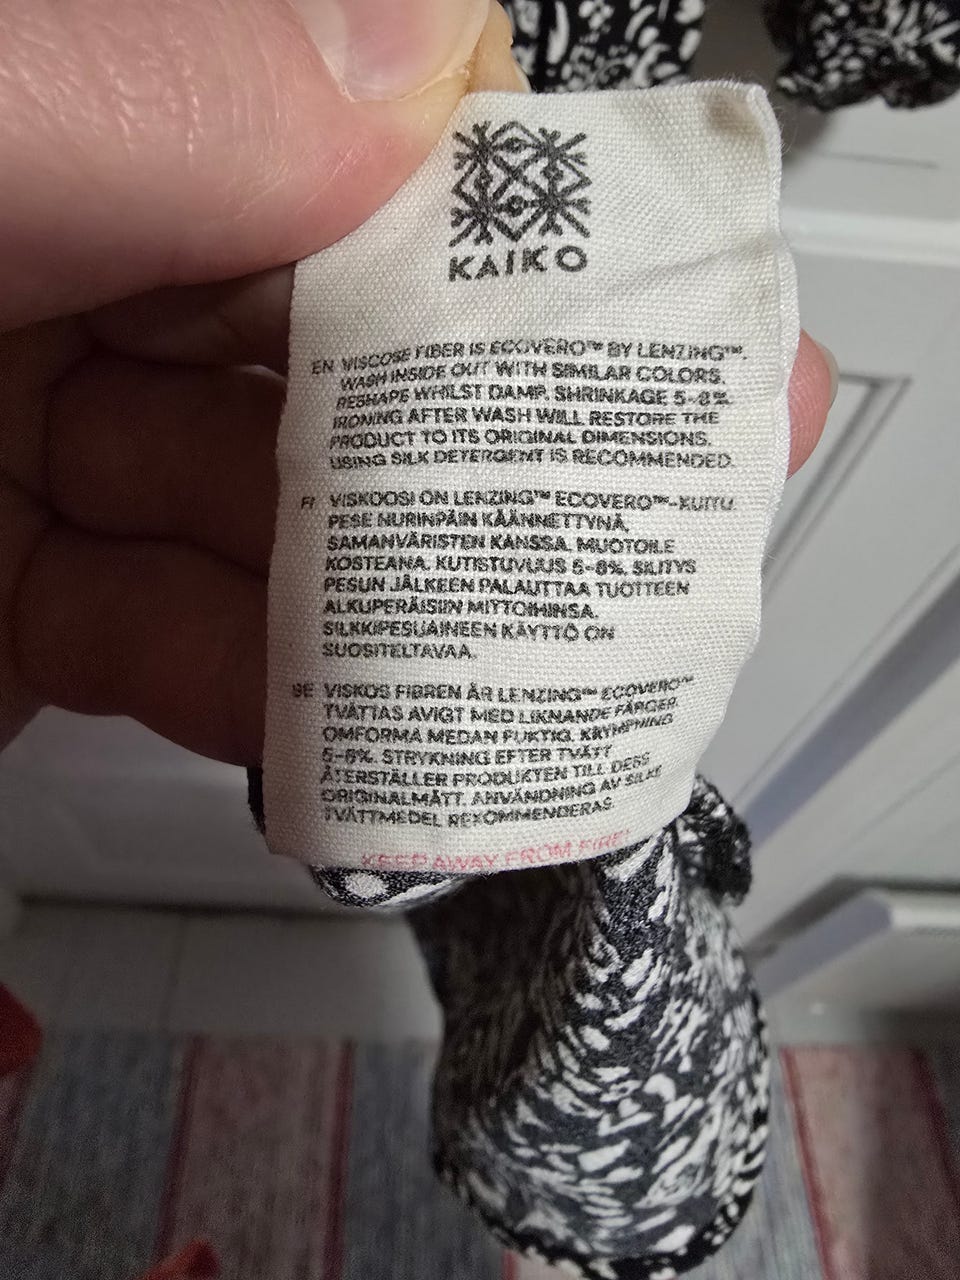 KAIKO
EN VISCOSE FIBER IS ECOVERO™ BY LENZING™.
WASH INSIDE OUT WITH SIMILAR COLORS.
RESHAPE WHILST DAMP. SHRINKAGE 5-8%.
IRONING AFTER WASH WILL RESTORE THE
PRODUCT TO ITS ORIGINAL DIMENSIONS.
USING SILK DETERGENT IS RECOMMENDED.
FI VISKOOSI ON LENZING™ ECOVERO™-KUITU.
PESE NURINPÄIN KÄÄNNETTYNÄ,
SAMANVÄRISTEN KANSSA. MUOTOILE
KOSTEANA. KUTISTUVUUS 5-8%. SILITYS
PESUN JÄLKEEN PALAUTTAA TUOTTEEN
ALKUPERÄISIIN MITTOIHINSA.
SILKKIPESUAINEEN KÄYTTÖ ON
SUOSITELTAVAA.
SE VISKOS FIBREN ÄR LENZING™ ECOVERO™
TVÄTTAS AVIGT MED LIKNANDE FÄRGER.
OMFORMA MEDAN FUKTIG. KRYMPNING
5-8%. STRYKNING EFTER TVÄTT
ÅTERSTÄLLER PRODUKTEN TILL DESS
ORIGINALMÅTT. ANVÄNDNING AV SILKE
TVÄTTMEDEL REKOMMENDERAS.
KEEP AWAY FROM FIRE!